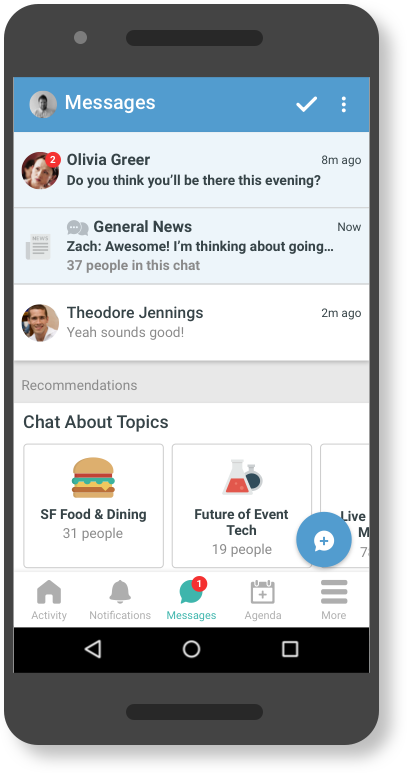 Messages
2
Olivia Greer
8m ago
Do you think you'll be there this evening?
NEWS
General News
Now
Zach: Awesome! I'm thinking about going...
37 people in this chat
Theodore Jennings
2m ago
Yeah sounds good!
Recommendations
Chat About Topics
SF Food & Dining
31 people
Future of Event
Tech
19 people
Live
M
7
1
Activity
Notifications
Messages
Agenda
More